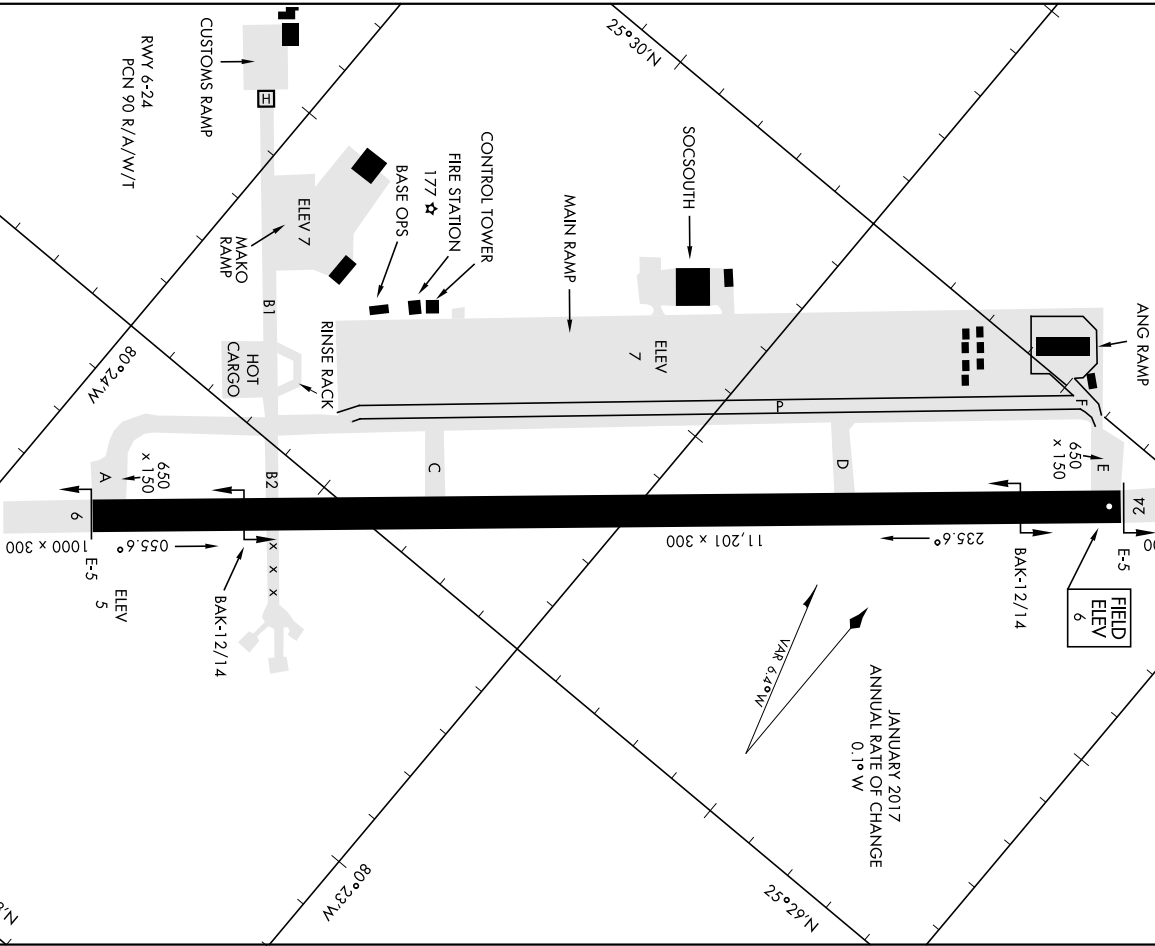 CUSTOMS RAMP
RWY 6-24
PCN 90 R/A/W/T
H
25°30'N
ELEV 7
MAKO
RAMP
B1
CONTROL TOWER
FIRE STATION
177
BASE OPS
SOCSOUTH
MAIN RAMP
ELEV
7
ANG RAMP
RINSE RACK
HOT
CARGO
80°24'W
P
F
A
650
x 150
B2
C
D
E
650
x 150
6
24
1000 x 300
055.6°
11,201 x 300
235.6°
00
E-5
E-5
ELEV
5
BAK-12/14
BAK-12/14
x
x
x
FIELD
ELEV
6
VAR 6.4°W
JANUARY 2017
ANNUAL RATE OF CHANGE
0.1° W
80°23'W
25°29'N